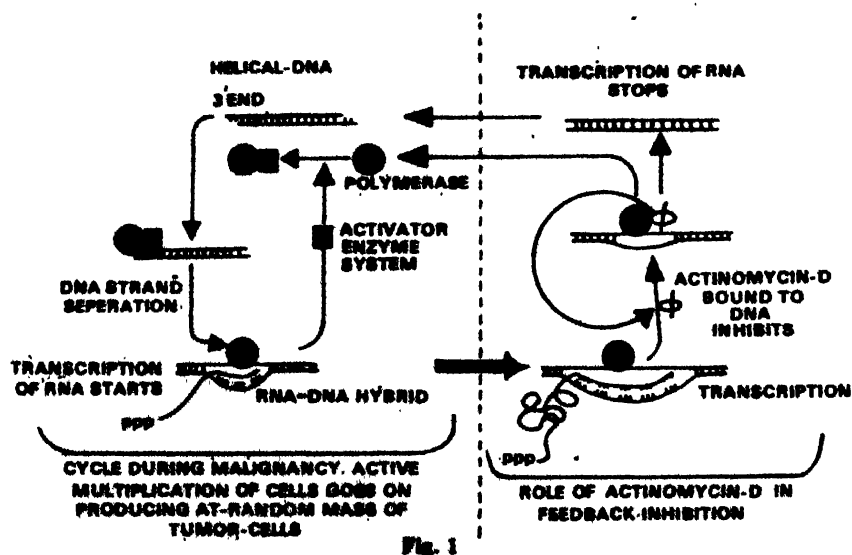 HELICAL-DNA
3'END
POLYMERASE
ACTIVATOR
ENZYME
SYSTEM
DNA STRAND
SEPERATION
TRANSCRIPTION
OF RNA STARTS
RNA-DNA HYBRID
ppp
CYCLE DURING MALIGNANCY. ACTIVE
MULTIPLICATION OF CELLS GOES ON
PRODUCING AT-RANDOM MASS OF
TUMOR-CELLS
TRANSCRIPTION OF RNA
STOPS
ACTINOMYCIN-D
BOUND TO
DNA
INHIBITS
TRANSCRIPTION
ppp
ROLE OF ACTINOMYCIN-D IN
FEEDBACK-INHIBITION
Fig. 1